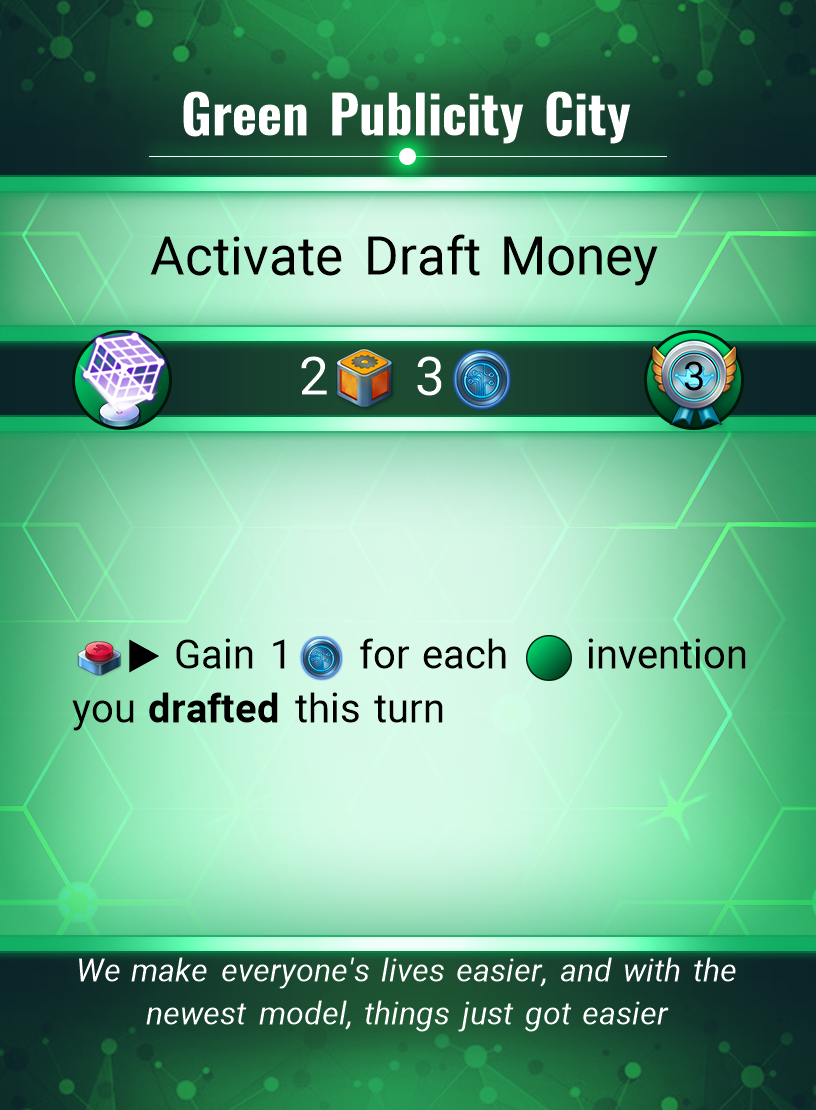 Green Publicity City
Activate Draft Money
2 3 3
Gain 1 for each invention
you drafted this turn
We make everyone's lives easier, and with the
newest model, things just got easier